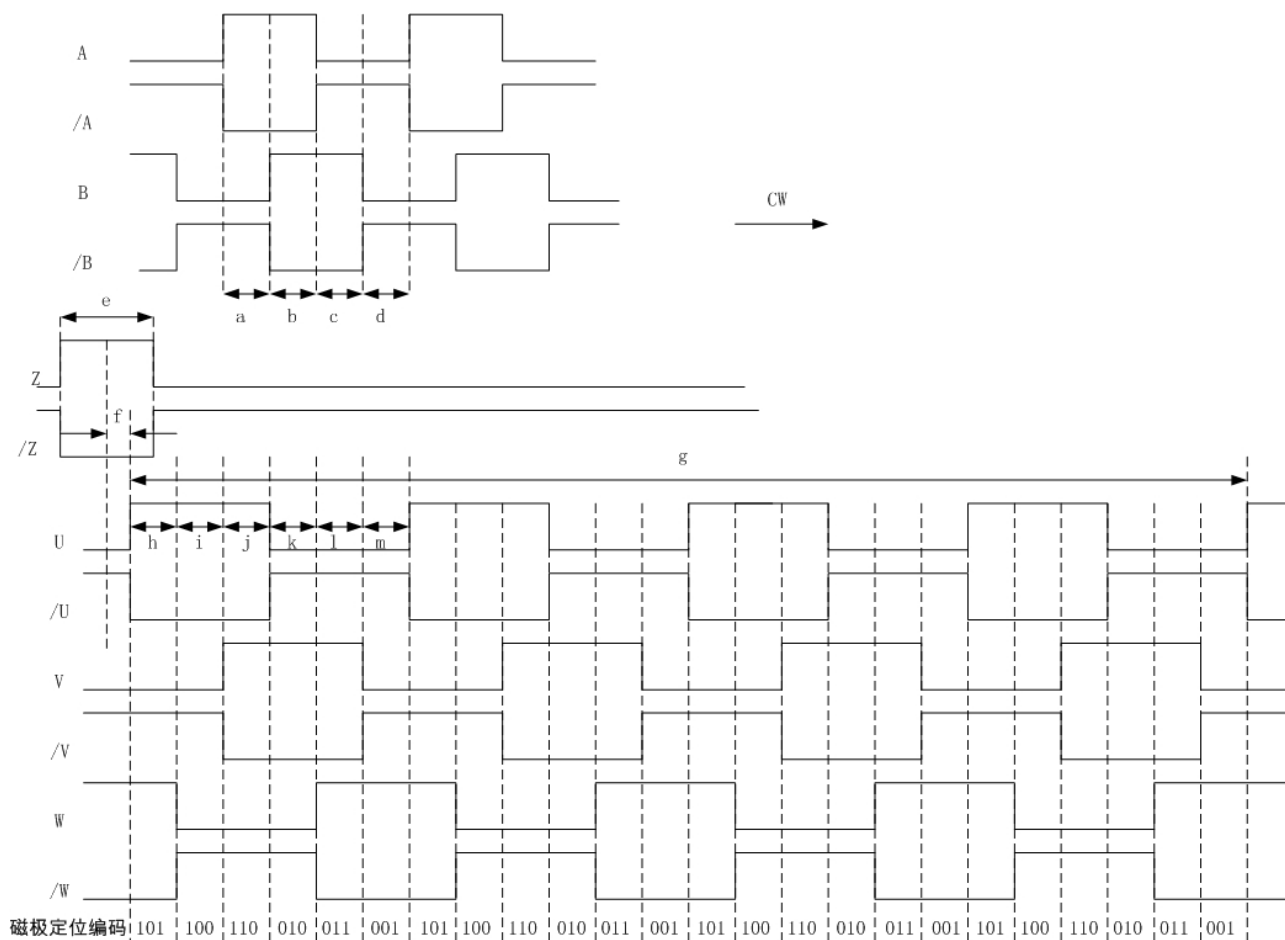 A
/A
B
CW
/B
a b c d
e
Z
f
/Z
g
U
h i j k l m
/U
V
/V
W
/W
磁极定位编码 101 100 110 010 011 001 101 100 110 010 011 001 101 100 110 010 011 001 101 100 110 010 011 001